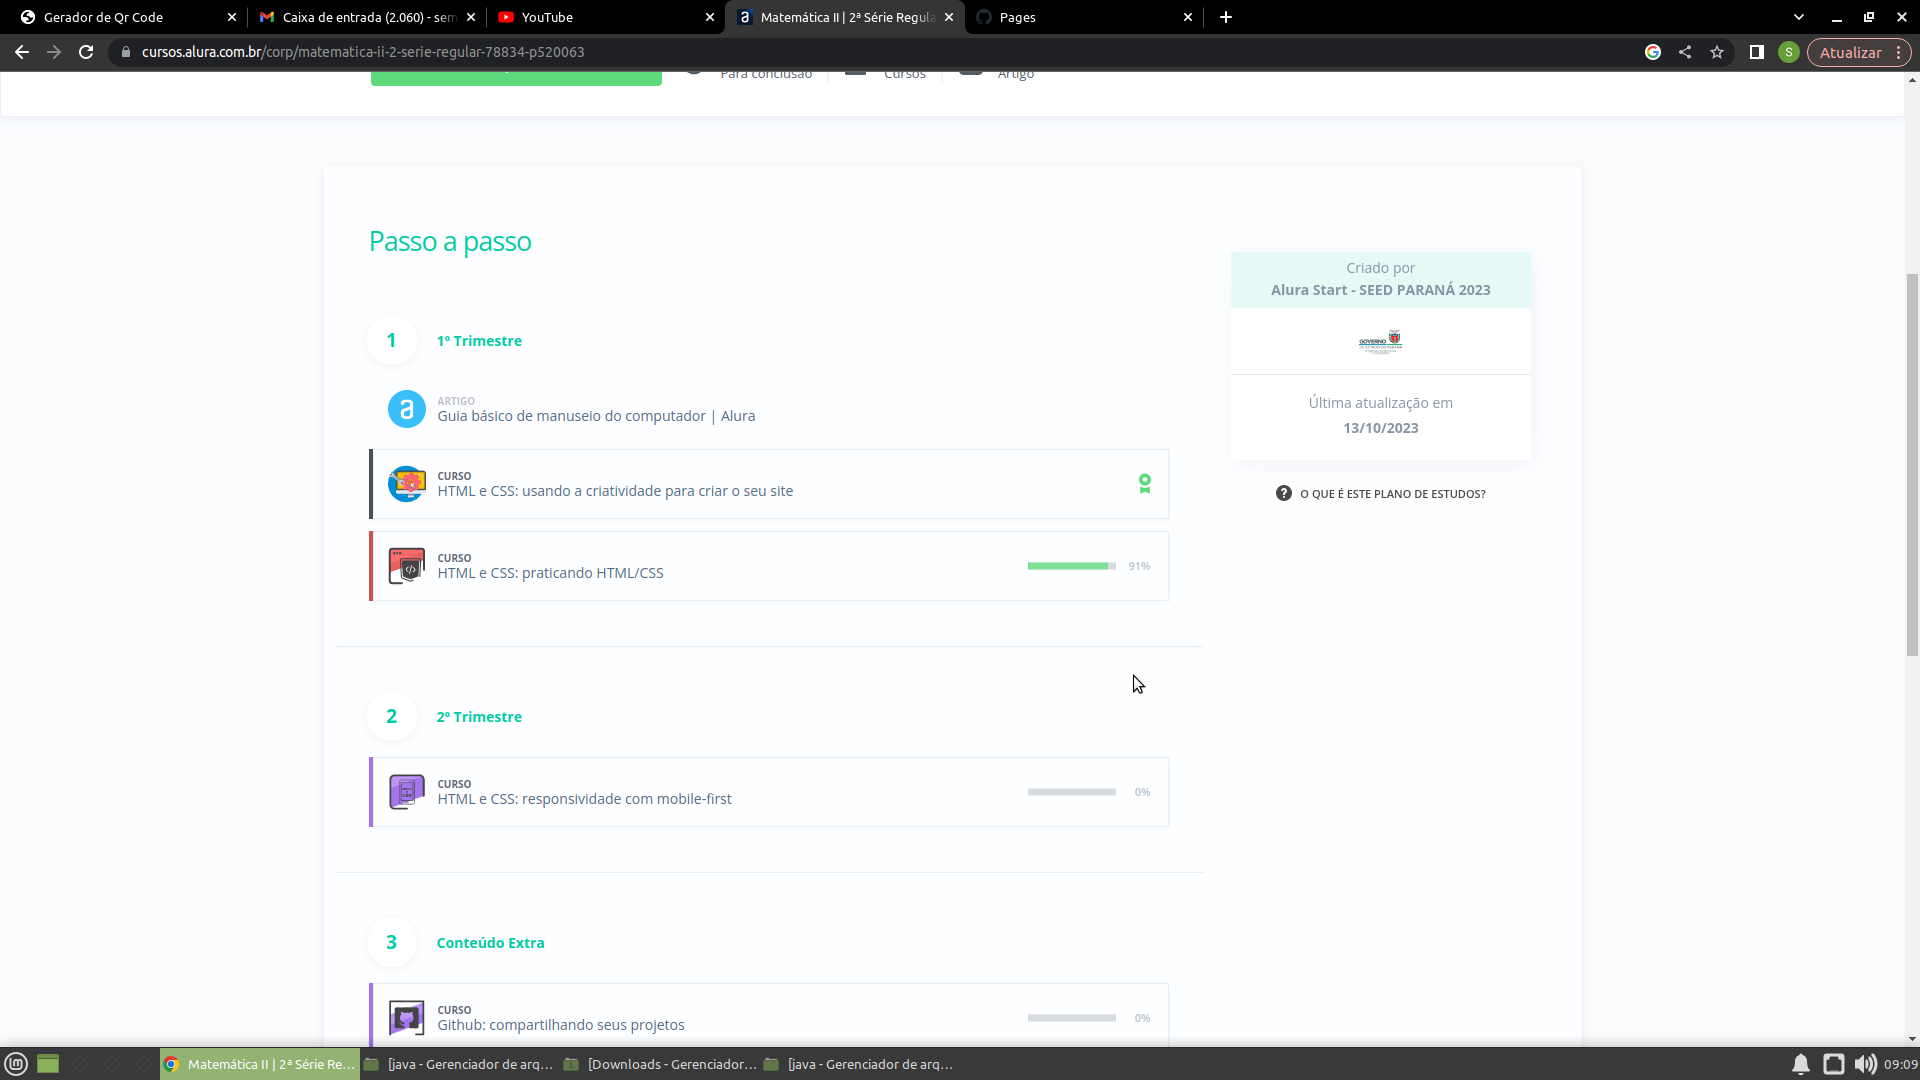 Gerador de Qr Code
Caixa de entrada (2.060) - sem
YouTube
Matemática II | 2ª Série Regula
Pages
cursos.alura.com.br/corp/matematica-ii-2-serie-regular-78834-p520063
S
Atualizar
Para conclusão
Cursos
Artigo
Passo a passo
1
1º Trimestre
ARTIGO
Guia básico de manuseio do computador | Alura
CURSO
HTML e CSS: usando a criatividade para criar o seu site
CURSO
HTML e CSS: praticando HTML/CSS
91%
2
2º Trimestre
CURSO
HTML e CSS: responsividade com mobile-first
0%
3
Conteúdo Extra
CURSO
Github: compartilhando seus projetos
0%
Criado por
Alura Start - SEED PARANÁ 2023
GOVERNO
Última atualização em
13/10/2023
? O QUE É ESTE PLANO DE ESTUDOS?
Matemática II | 2ª Série Re...
[java - Gerenciador de arq...
[Downloads - Gerenciador...
[java - Gerenciador de arq...
09:09